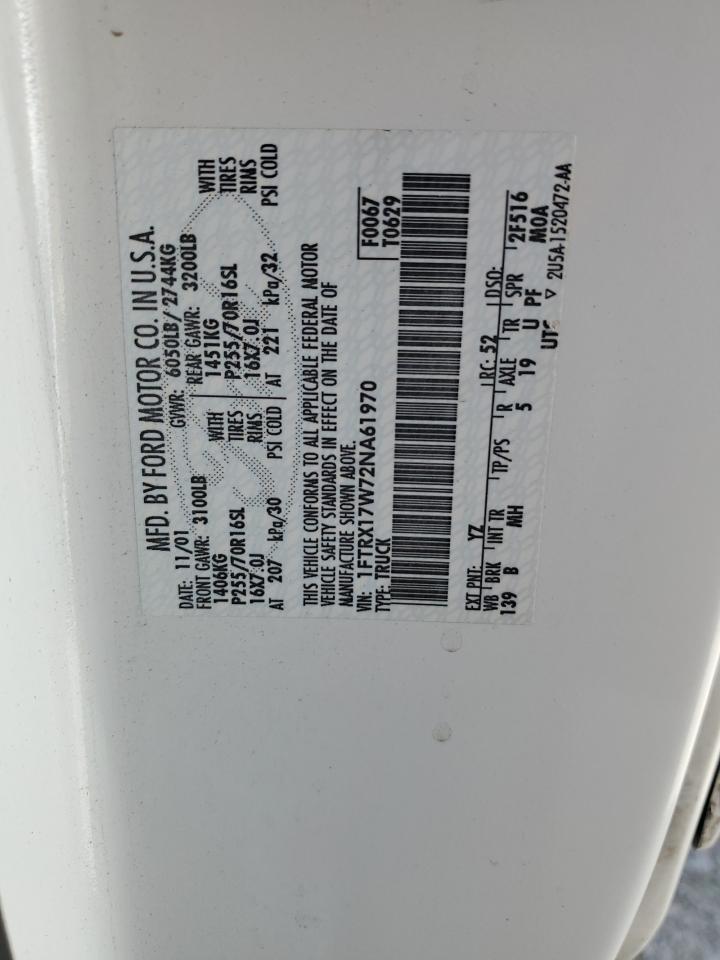 MFD. BY FORD MOTOR CO. IN U.S.A.
DATE: 11/01 GVWR: 6050LB/ 2744KG
FRONT GAWR: 3100LB REAR GAWR: 3200LB
1406KG WITH 1451KG WITH
P255/70R16SL TIRES P255/70R16SL TIRES
16X7.0J RIMS 16X7.0J RIMS
AT 207 kPa/30 PSI COLD AT 221 kPa/32 PSI COLD
THIS VEHICLE CONFORMS TO ALL APPLICABLE FEDERAL MOTOR
VEHICLE SAFETY STANDARDS IN EFFECT ON THE DATE OF
MANUFACTURE SHOWN ABOVE.
VIN: 1FTRX17W72NA61970 F0067
TYPE: TRUCK T0629
EXT PNT: YZ RC: 52 DSO:
WB BRK INT TR TP/PS R AXLE TR SPR 2F516
139 B MH 5 19 U PF M0A
UTC ▽ 2U5A-1520472-AA